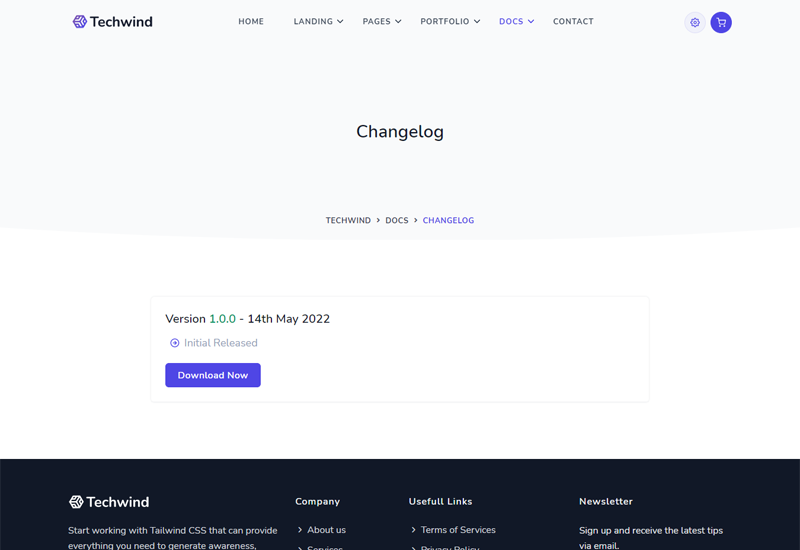 Techwind
HOME LANDING PAGES PORTFOLIO DOCS CONTACT
Changelog
TECHWIND > DOCS > CHANGELOG
Version 1.0.0 - 14th May 2022
Initial Released
Download Now
Techwind
Start working with Tailwind CSS that can provide
everything you need to generate awareness,
Company
> About us
> Services
Usefull Links
> Terms of Services
> Privacy Policy
Newsletter
Sign up and receive the latest tips
via email.